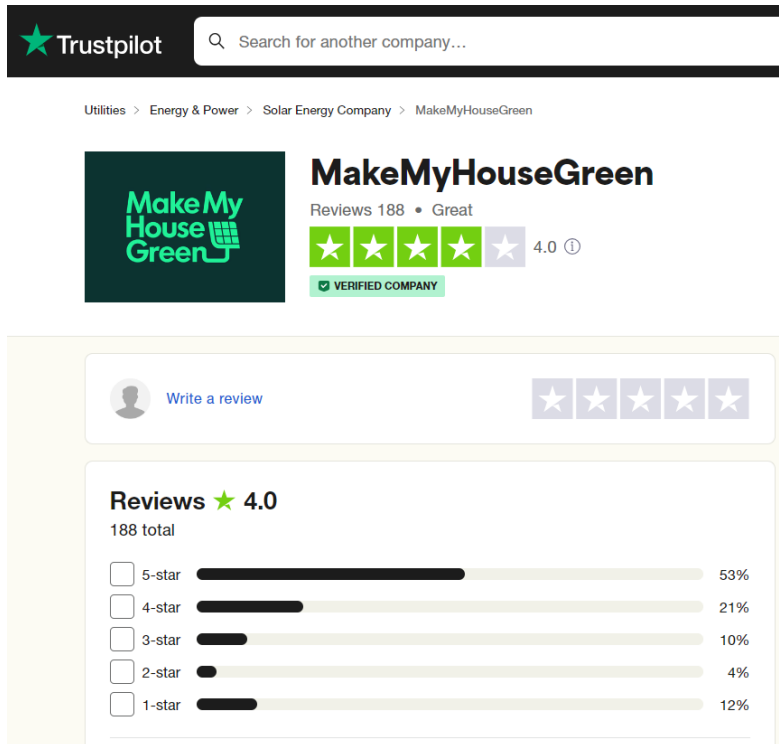 Trustpilot
Search for another company...
Utilities > Energy & Power > Solar Energy Company > MakeMyHouseGreen
Make My
House
Green
MakeMyHouseGreen
Reviews 188 • Great
4.0
VERIFIED COMPANY
Write a review
Reviews ★ 4.0
188 total
5-star 53%
4-star 21%
3-star 10%
2-star 4%
1-star 12%